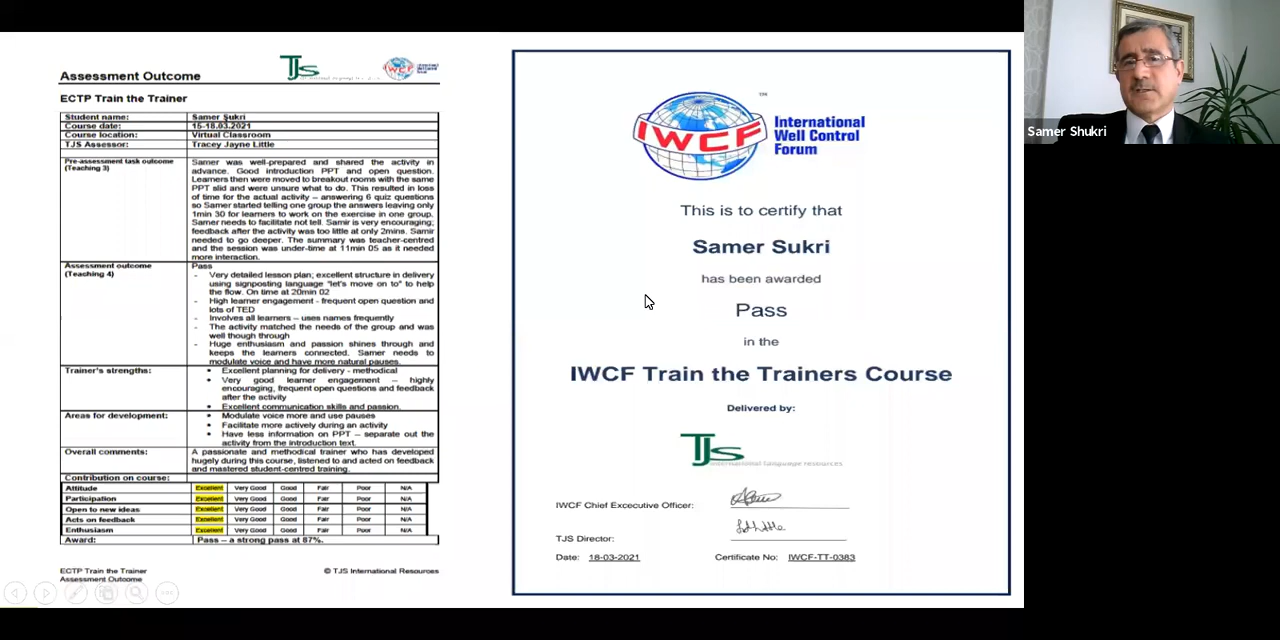 Assessment Outcome
TJS
IWCF
ECTP Train the Trainer
Student name: Samer Sukri
Course date: 15-18.03.2021
Course location: Virtual Classroom
TJS Assessor: Tracey Jayne Little
Pre-assessment task outcome
(Teaching 3)
Samer was well-prepared and shared the activity in
advance. Good introduction PPT and open question.
Learners then were moved to breakout rooms with the same
PPT slid and were unsure what to do. This resulted in loss
of time for the actual activity – answering 6 quiz questions
so Samer started telling one group the answers leaving only
1min 30 for learners to work on the exercise in one group.
Samer needs to facilitate not tell. Samir is very encouraging;
feedback after the activity was too little at only 2mins. Samir
needed to go deeper. The summary was teacher-centred
and the session was under-time at 11min 05 as it needed
more interaction.
Assessment outcome
(Teaching 4)
Pass
- Very detailed lesson plan; excellent structure in delivery
using signposting language "let's move on to" to help
the flow. On time at 20min 02
- High learner engagement - frequent open question and
lots of TED
- Involves all learners – uses names frequently
- The activity matched the needs of the group and was
well though through
- Huge enthusiasm and passion shines through and
keeps the learners connected. Samer needs to
modulate voice and have more natural pauses.
Trainer's strengths:
• Excellent planning for delivery - methodical
• Very good learner engagement – highly
encouraging, frequent open questions and feedback
after the activity
• Excellent communication skills and passion.
Areas for development:
• Modulate voice more and use pauses
• Facilitate more actively during an activity
• Have less information on PPT – separate out the
activity from the introduction text.
Overall comments:
A passionate and methodical trainer who has developed
hugely during this course, listened to and acted on feedback
and mastered student-centred training.
Contribution on course:
Attitude Excellent Very Good Good Fair Poor N/A
Participation Excellent Very Good Good Fair Poor N/A
Open to new ideas Excellent Very Good Good Fair Poor N/A
Acts on feedback Excellent Very Good Good Fair Poor N/A
Enthusiasm Excellent Very Good Good Fair Poor N/A
Award: Pass – a strong pass at 87%.
ECTP Train the Trainer
Assessment Outcome
© TJS International Resources
IWCF
TM
International
Well Control
Forum
This is to certify that
Samer Sukri
has been awarded
Pass
in the
IWCF Train the Trainers Course
Delivered by:
TJS
International Language Resources
IWCF Chief Excecutive Officer:
TJS Director:
Date: 18-03-2021 Certificate No: IWCF-TT-0383
Samer Shukri